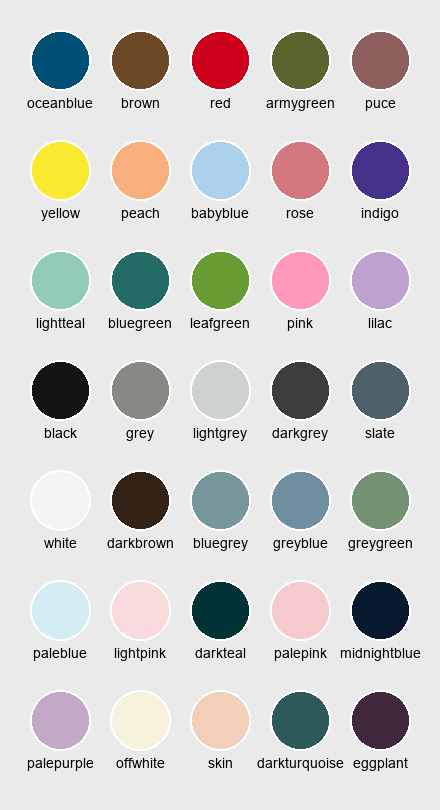 oceanblue brown red armygreen puce
yellow peach babyblue rose indigo
lightteal bluegreen leafgreen pink lilac
black grey lightgrey darkgrey slate
white darkbrown bluegrey greyblue greygreen
paleblue lightpink darkteal palepink midnightblue
palepurple offwhite skin darkturquoise eggplant